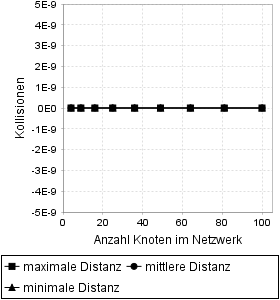 5E-9
4E-9
3E-9
2E-9
1E-9
0E0
-1E-9
-2E-9
-3E-9
-4E-9
-5E-9
Kollisionen
0 20 40 60 80 100
Anzahl Knoten im Netzwerk
maximale Distanz mittlere Distanz
minimale Distanz